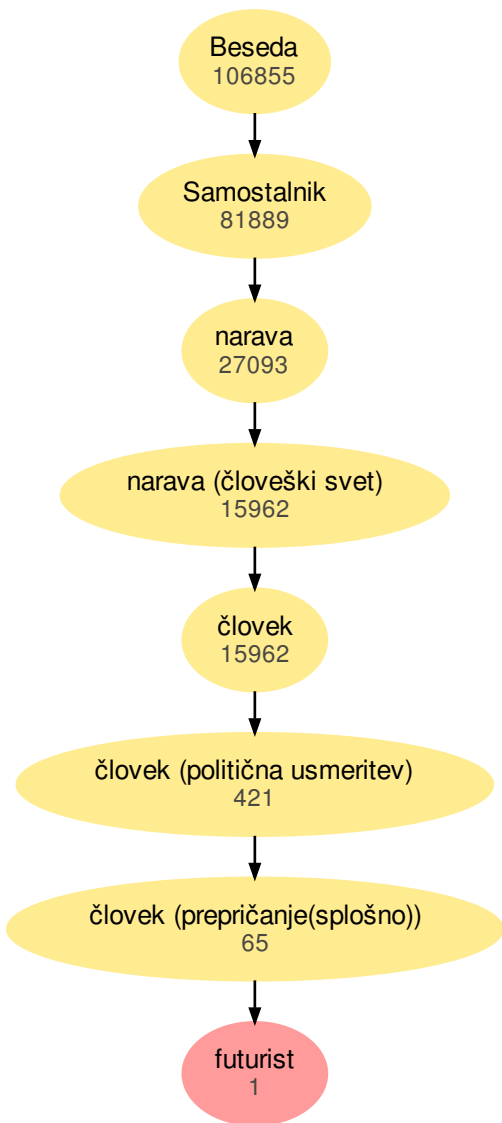 Beseda
106855
Samostalnik
81889
narava
27093
narava (človeški svet)
15962
človek
15962
človek (politična usmeritev)
421
človek (prepričanje(splošno))
65
futurist
1